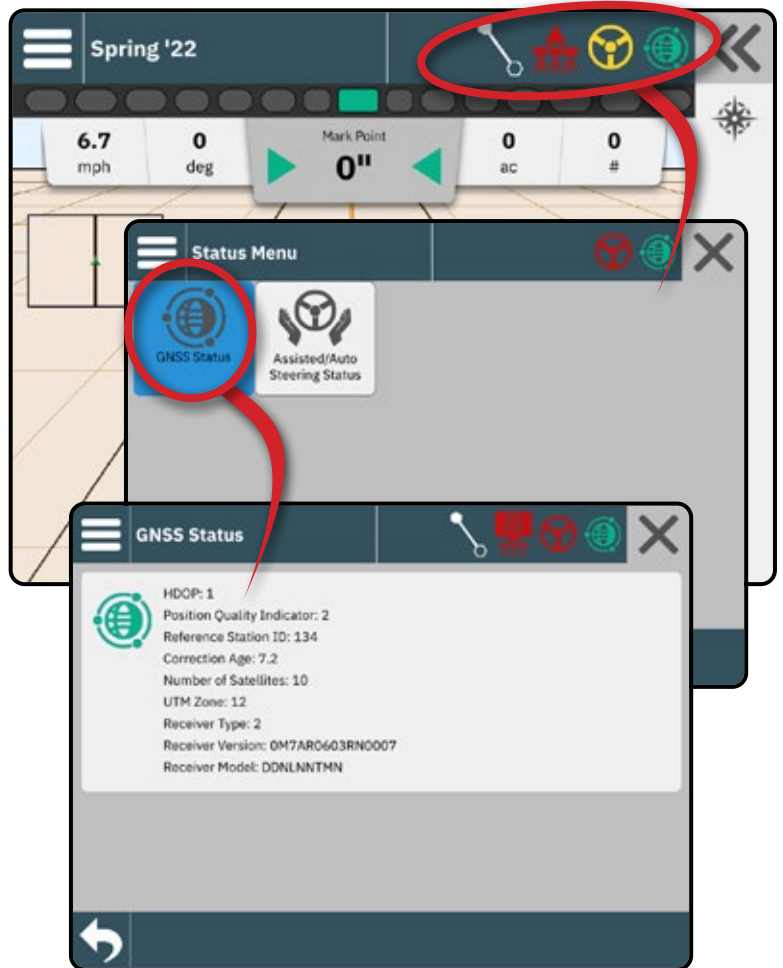 Spring '22
6.7
mph
0
deg
Mark Point
0"
0
ac
0
#
Status Menu
GNSS Status
Assisted/Auto
Steering Status
GNSS Status
HDOP: 1
Position Quality Indicator: 2
Reference Station ID: 134
Correction Age: 7.2
Number of Satellites: 10
UTM Zone: 12
Receiver Type: 2
Receiver Version: 0M7AR0603RN0007
Receiver Model: DDNLNNTMN